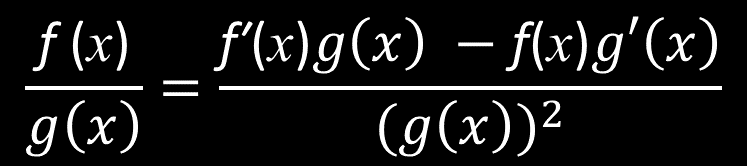 f(x)/g(x) = (f′(x)g(x) − f(x)g′(x))/(g(x))²